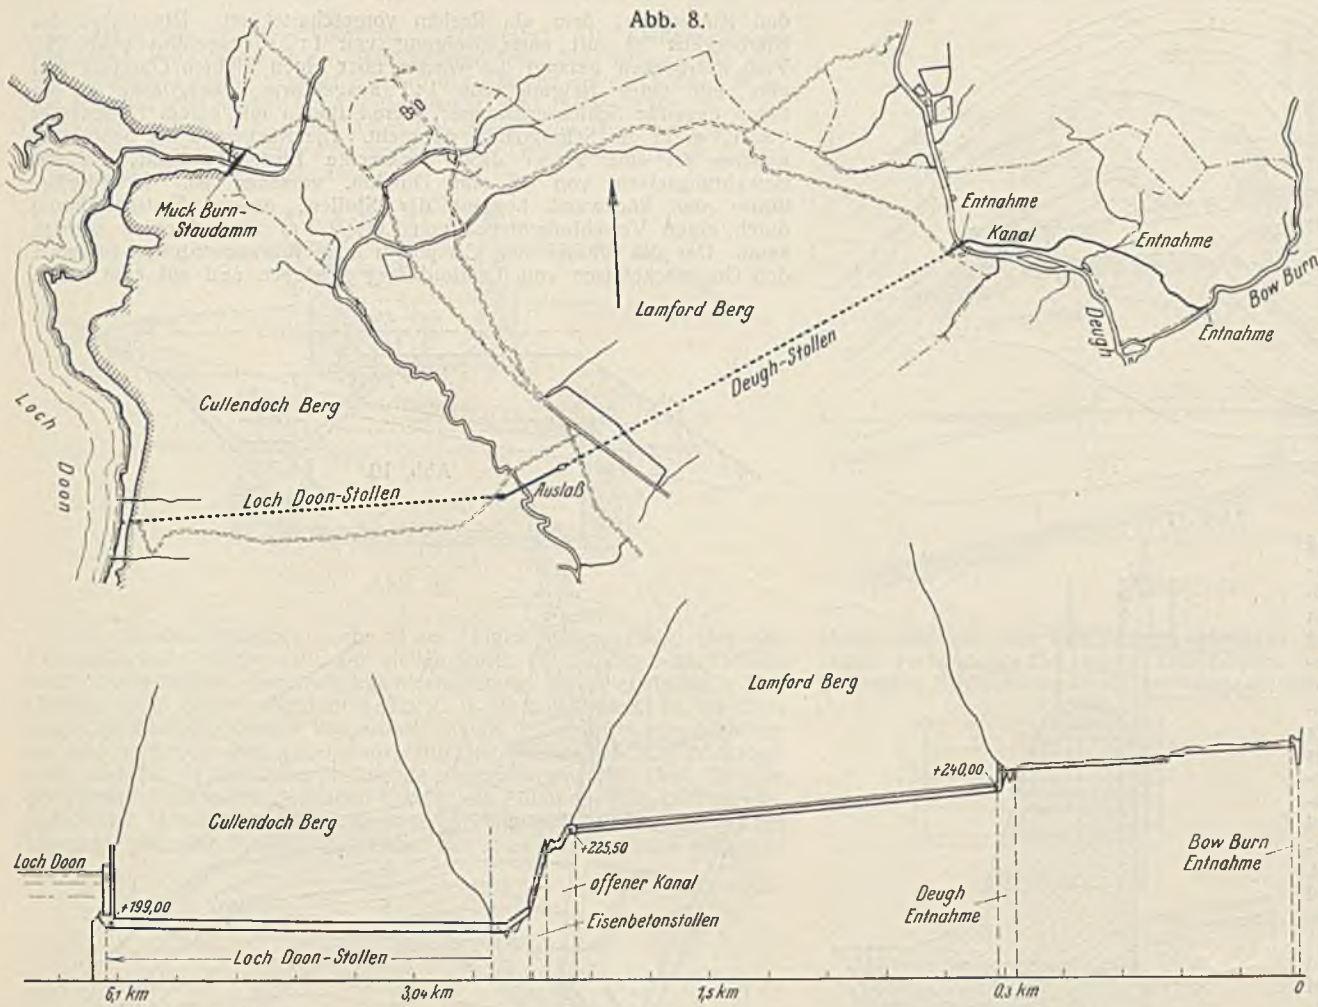 Abb. 8.
Muck Burn-
Staudamm
Entnahme
Kanal
Entnahme
Bow Burn
Entnahme
Deugh
Lamford Berg
Deugh-Stollen
Loch
Doon
Cullendoch Berg
Loch Doon-Stollen
Auslaß
Lamford Berg
Cullendoch Berg
+240,00
+225,50
Loch Doon
+199,00
offener Kanal
Eisenbetonstollen
Deugh
Entnahme
Bow Burn
Entnahme
Loch Doon-Stollen
6,1 km
3,04 km
1,5 km
0,3 km
0